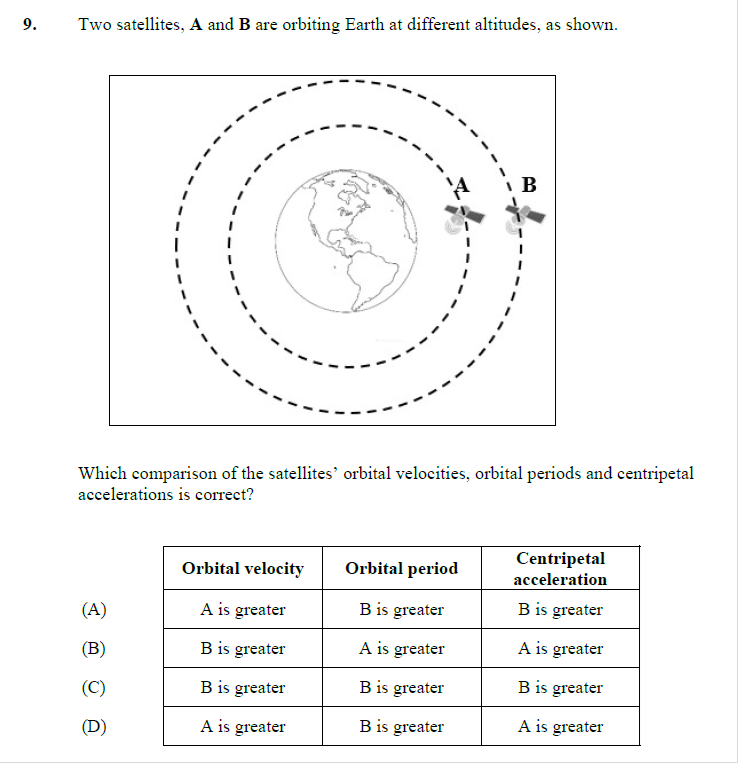 9. Two satellites, A and B are orbiting Earth at different altitudes, as shown.
A
B
Which comparison of the satellites’ orbital velocities, orbital periods and centripetal
accelerations is correct?
Orbital velocity Orbital period Centripetal acceleration
(A) A is greater B is greater B is greater
(B) B is greater A is greater A is greater
(C) B is greater B is greater B is greater
(D) A is greater B is greater A is greater